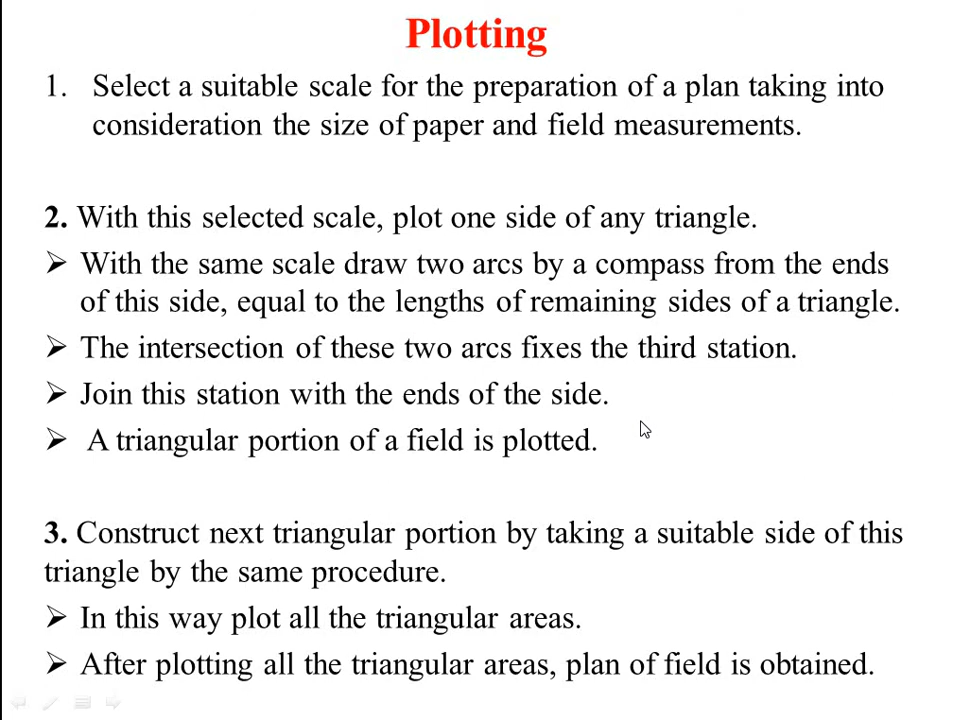 Plotting
1. Select a suitable scale for the preparation of a plan taking into
consideration the size of paper and field measurements.
2. With this selected scale, plot one side of any triangle.
➢ With the same scale draw two arcs by a compass from the ends
of this side, equal to the lengths of remaining sides of a triangle.
➢ The intersection of these two arcs fixes the third station.
➢ Join this station with the ends of the side.
➢ A triangular portion of a field is plotted.
3. Construct next triangular portion by taking a suitable side of this
triangle by the same procedure.
➢ In this way plot all the triangular areas.
➢ After plotting all the triangular areas, plan of field is obtained.